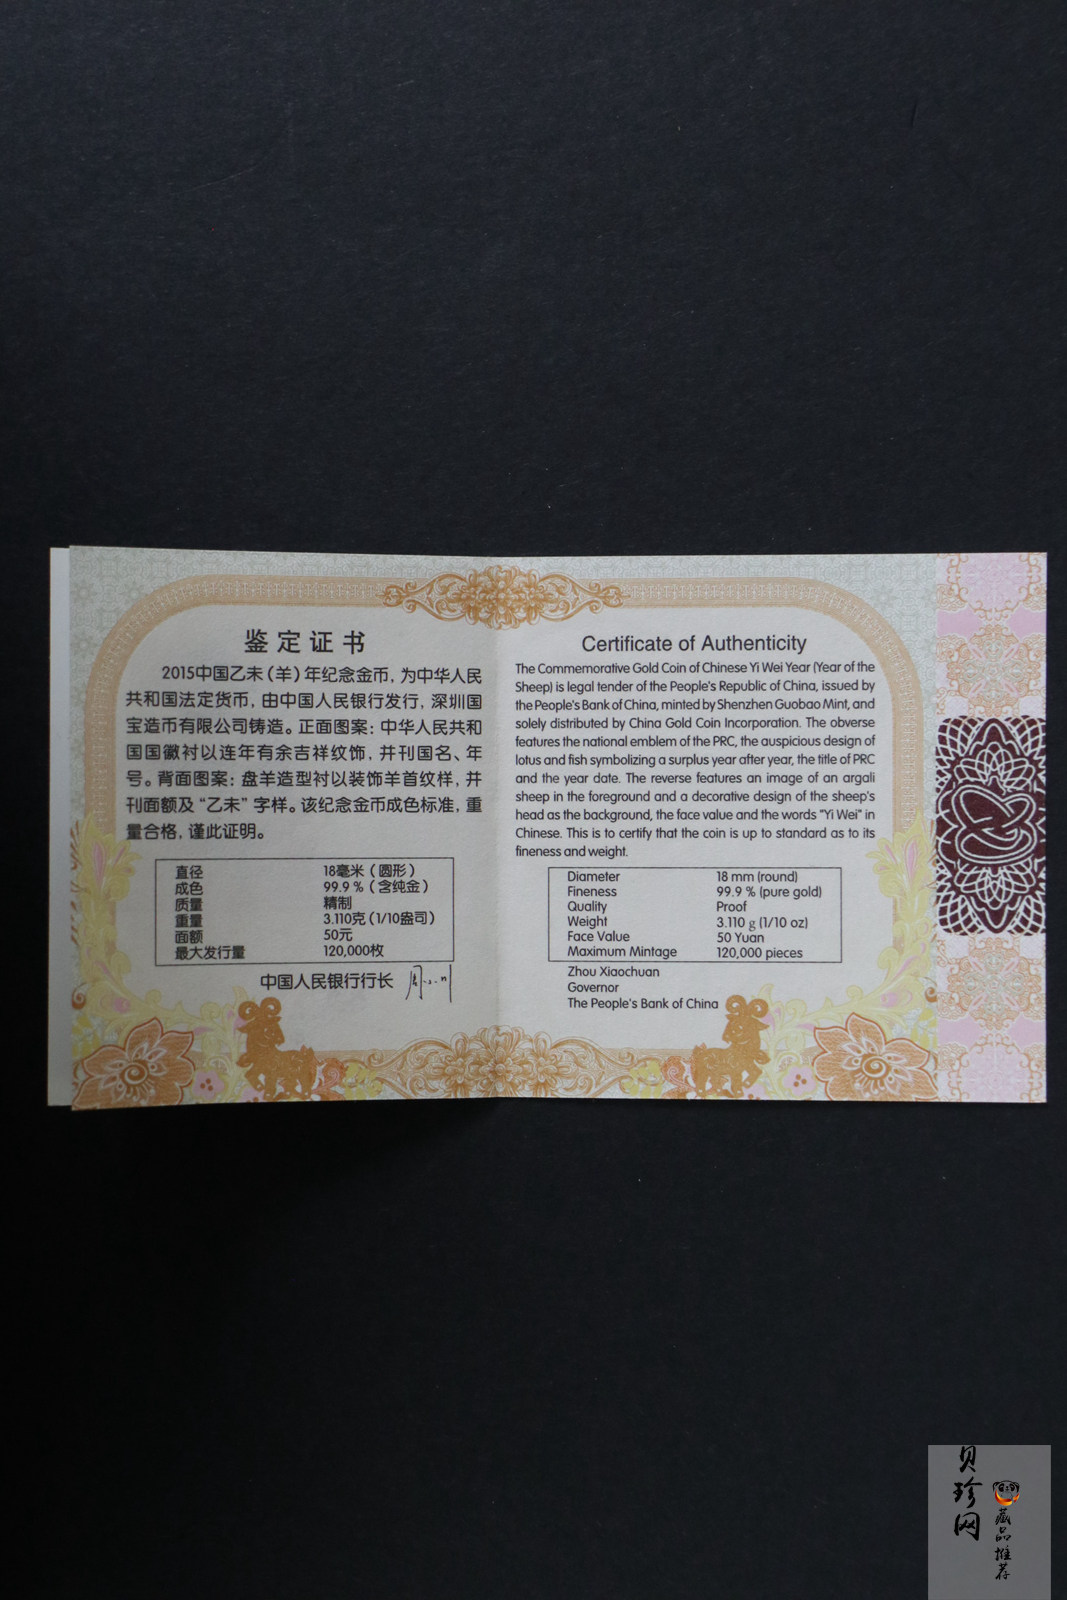 鉴定证书
2015中国乙未（羊）年纪念金币，为中华人民
共和国法定货币，由中国人民银行发行，深圳国
宝造币有限公司铸造。正面图案：中华人民共和
国国徽衬以连年有余吉祥纹饰，并刊国名、年
号。背面图案：盘羊造型衬以装饰羊首纹样，并
刊面额及“乙未”字样。该纪念金币成色标准，重
量合格，谨此证明。
直径 18毫米（圆形）
成色 99.9 %（含纯金）
质量 精制
重量 3.110克（1/10盎司）
面额 50元
最大发行量 120,000枚
中国人民银行行长
Certificate of Authenticity
The Commemorative Gold Coin of Chinese Yi Wei Year (Year of the
Sheep) is legal tender of the People's Republic of China, issued by
the People's Bank of China, minted by Shenzhen Guobao Mint, and
solely distributed by China Gold Coin Incorporation. The obverse
features the national emblem of the PRC, the auspicious design of
lotus and fish symbolizing a surplus year after year, the title of PRC
and the year date. The reverse features an image of an argali
sheep in the foreground and a decorative design of the sheep's
head as the background, the face value and the words "Yi Wei" in
Chinese. This is to certify that the coin is up to standard as to its
fineness and weight.
Diameter 18 mm (round)
Fineness 99.9 % (pure gold)
Quality Proof
Weight 3.110 g (1/10 oz)
Face Value 50 Yuan
Maximum Mintage 120,000 pieces
Zhou Xiaochuan
Governor
The People's Bank of China
贝珍网
藏品推荐